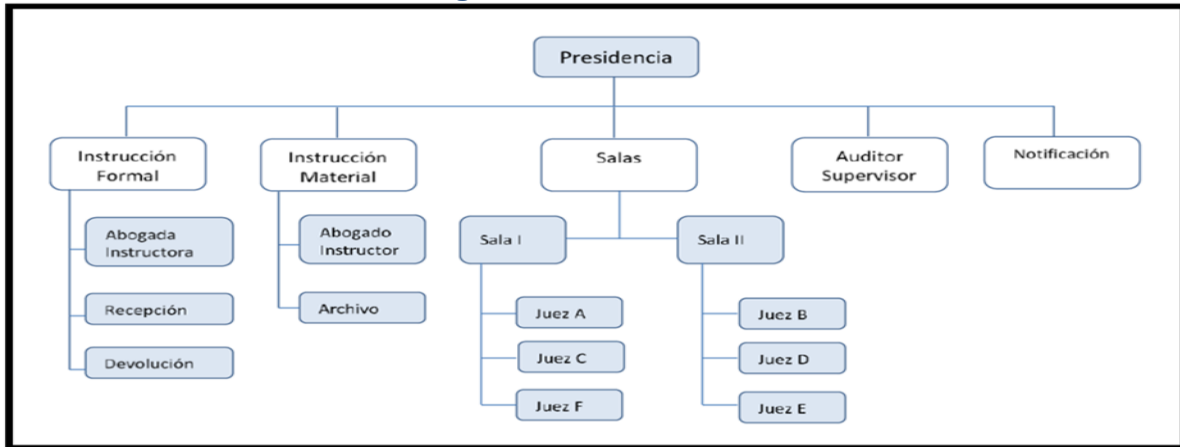 Presidencia
Instrucción
Formal
Instrucción
Material
Salas
Auditor
Supervisor
Notificación
Abogada
Instructora
Recepción
Devolución
Abogado
Instructor
Archivo
Sala I
Sala II
Juez A
Juez C
Juez F
Juez B
Juez D
Juez E